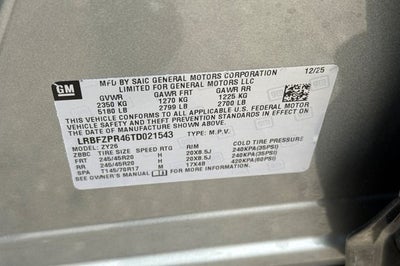 GM
MFD BY SAIC GENERAL MOTORS CORPORATION 12/25
LIMITED FOR GENERAL MOTORS LLC
GVWR GAWR FRT GAWR RR
2350 KG 1270 KG 1225 KG
5180 LB 2799 LB 2700 LB
THIS VEHICLE CONFORMS TO ALL APPLICABLE U.S. FEDERAL MOTOR
VEHICLE SAFETY, BUMPER, AND THEFT PREVENTION STANDARDS IN
EFFECT ON THE DATE OF MANUFACTURE SHOWN ABOVE.
LRBFZPR46TD021543 TYPE: M.P.V.
MODEL: ZY26
ZBBC TIRE SIZE SPEED RTG RIM COLD TIRE PRESSURE
FRT 245/45R20 H 20X8.5J 240KPA(35PSI)
RR 245/45R20 H 20X8.5J 240KPA(35PSI)
SPA T145/70R17 M 17X4B 420KPA(60PSI)
SEE OWNER'S MANUAL FOR ADDITIONAL INFORMATION